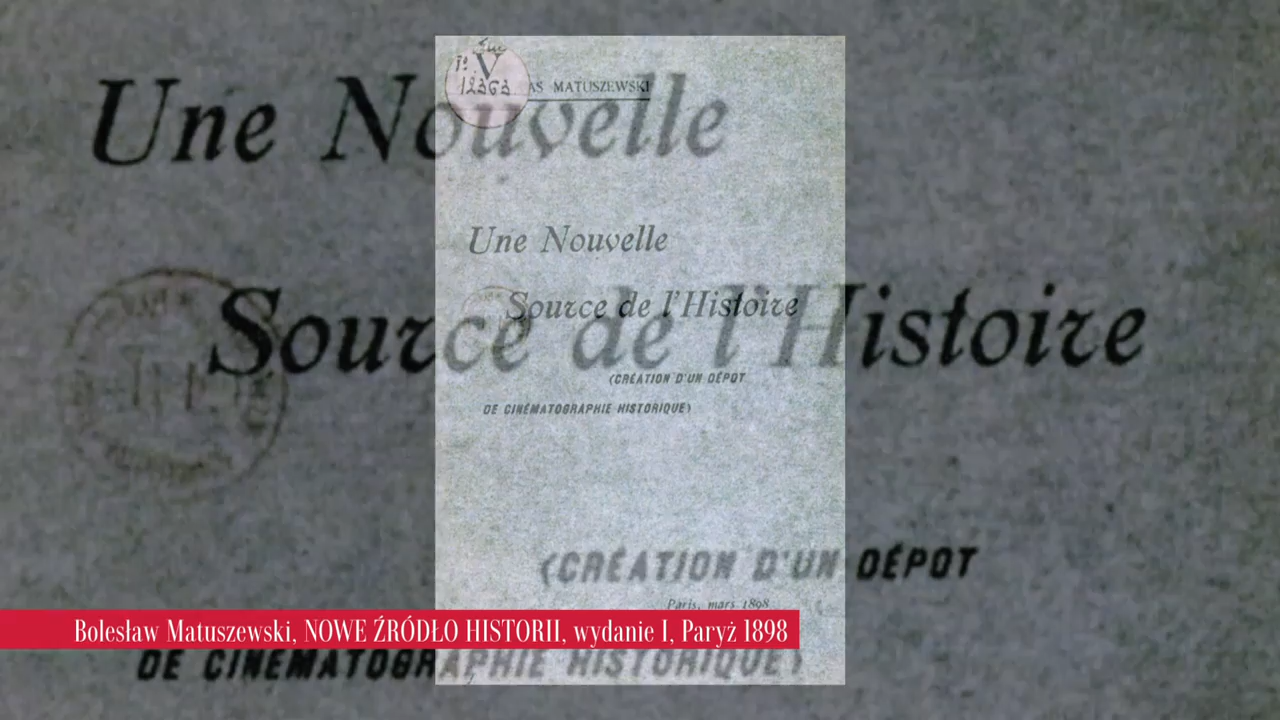 Une Nouvelle
Source de l'Histoire
(CRÉATION D'UN DÉPOT
DE CINÉMATOGRAPHIE HISTORIQUE)
V
12363
AS MATUSZEWSKI
Une Nouvelle
Source de l'Histoire
(CRÉATION D'UN DÉPOT
DE CINÉMATOGRAPHIE HISTORIQUE)
Paris, mars 1898
Bolesław Matuszewski, NOWE ŹRÓDŁO HISTORII, wydanie I, Paryż 1898